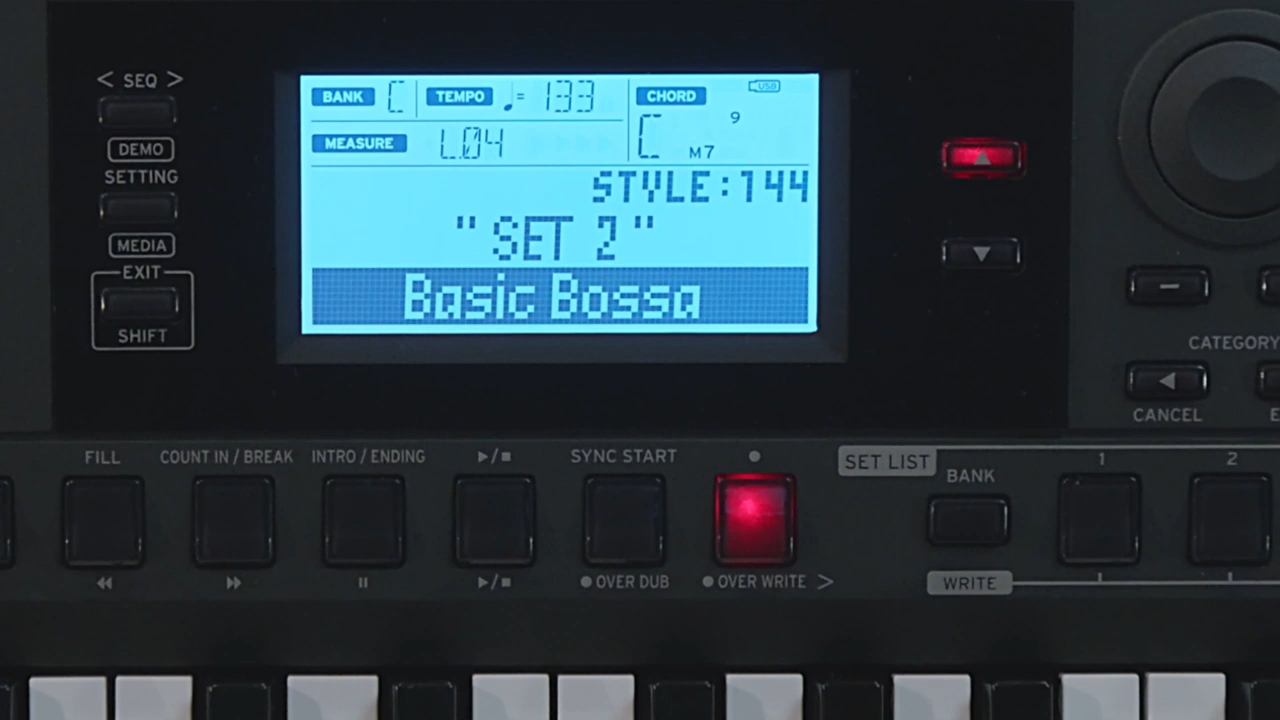 < SEQ >
DEMO
SETTING
MEDIA
EXIT
SHIFT
BANK C TEMPO ♩= 133
MEASURE L.04
CHORD USB
C 9 M7
STYLE:144
" SET 2 "
Basic Bossa
−
CATEGORY
CANCEL
FILL COUNT IN / BREAK INTRO / ENDING ▶/■ SYNC START ●
SET LIST BANK 1 2
◀◀ ▶▶ ⏸ ▶/■ ● OVER DUB ● OVER WRITE >
WRITE